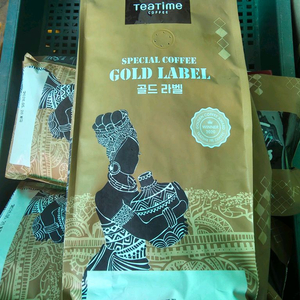 TeaTime
COFFEE
SPECIAL COFFEE
GOLD LABEL
골드 라벨